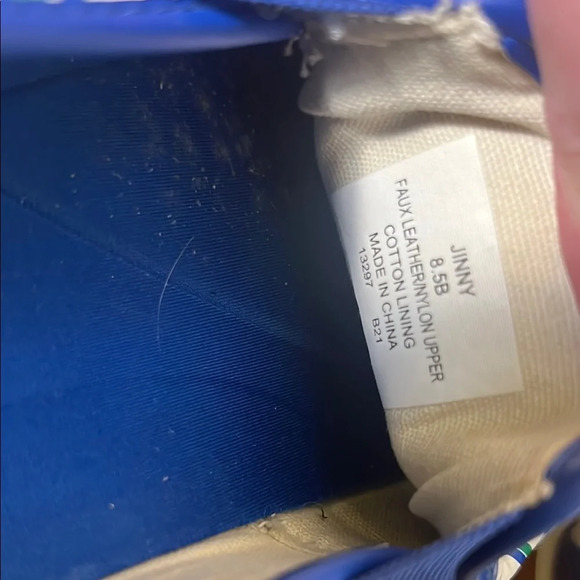 JINNY
8.5B
FAUX LEATHER/NYLON UPPER
COTTON LINING
MADE IN CHINA
13297 B21